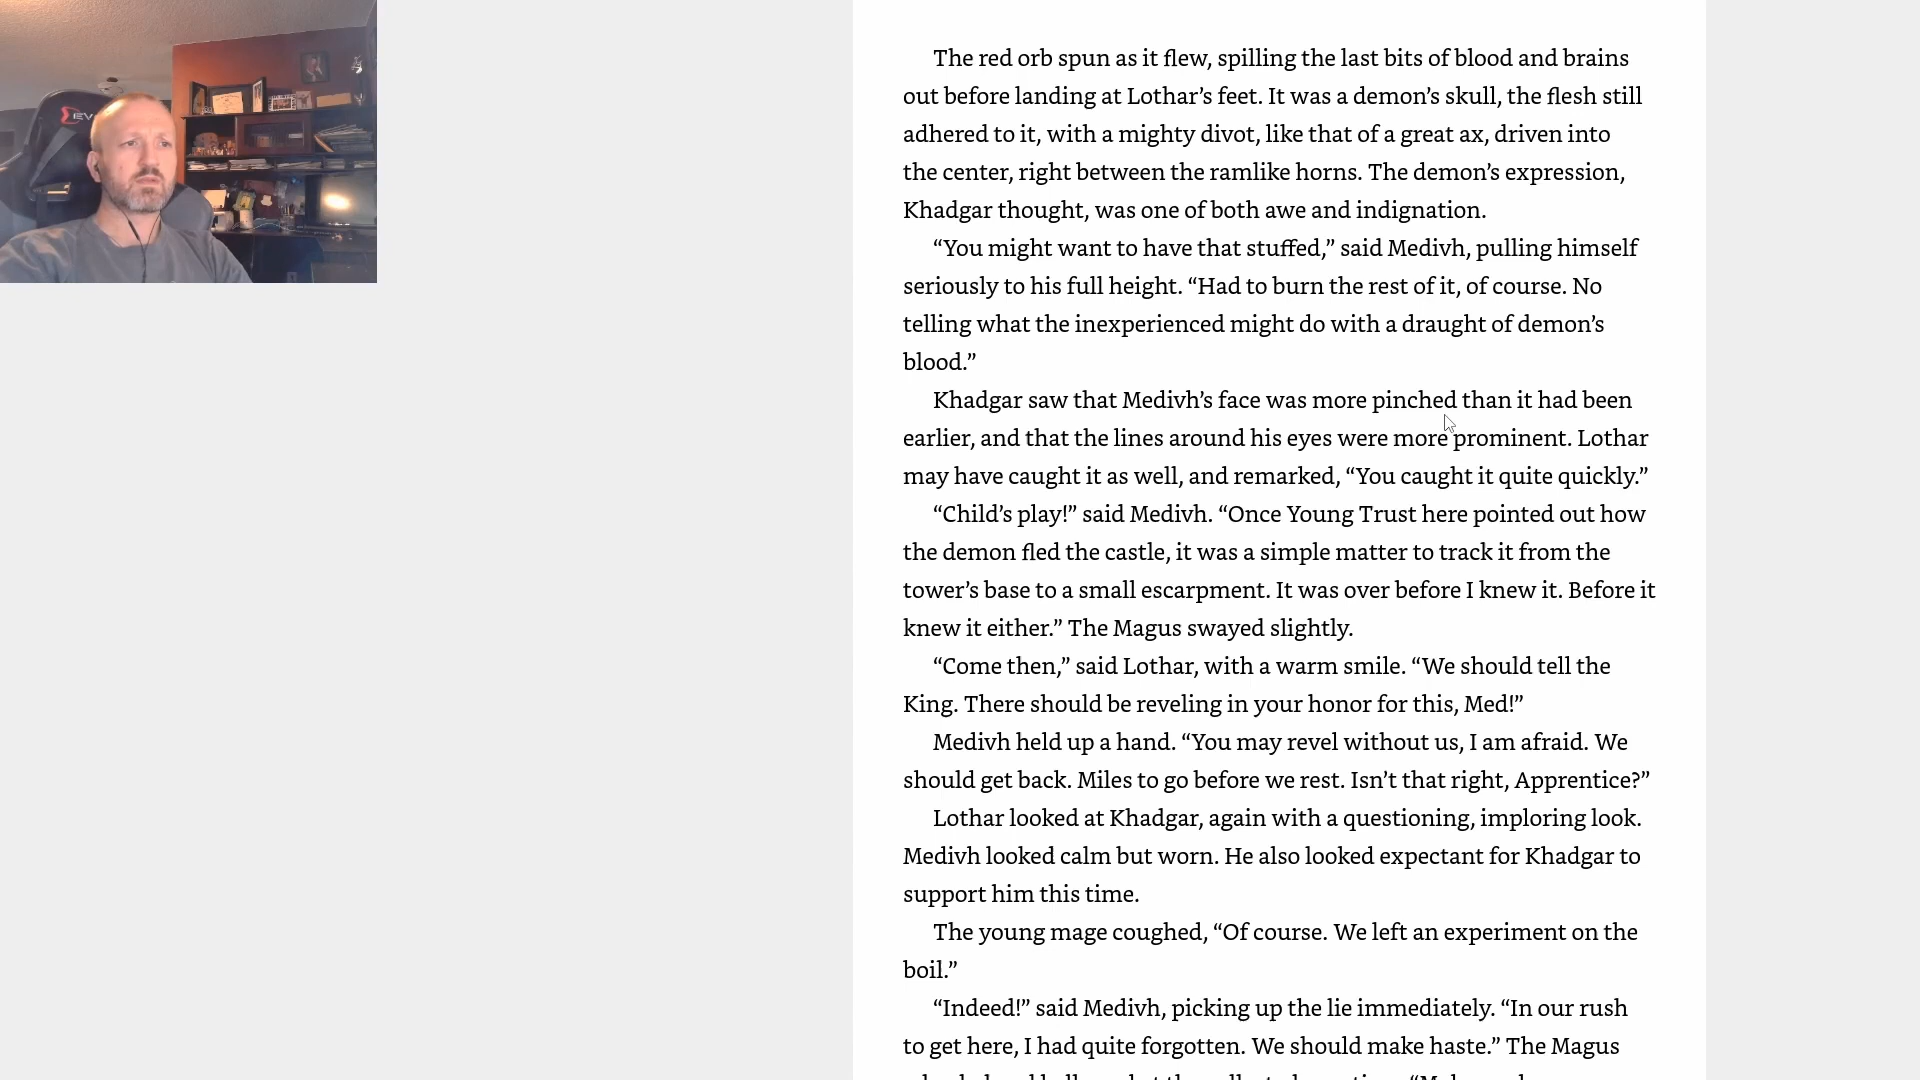 EV
The red orb spun as it flew, spilling the last bits of blood and brains
out before landing at Lothar’s feet. It was a demon’s skull, the flesh still
adhered to it, with a mighty divot, like that of a great ax, driven into
the center, right between the ramlike horns. The demon’s expression,
Khadgar thought, was one of both awe and indignation.
“You might want to have that stuffed,” said Medivh, pulling himself
seriously to his full height. “Had to burn the rest of it, of course. No
telling what the inexperienced might do with a draught of demon’s
blood.”
Khadgar saw that Medivh’s face was more pinched than it had been
earlier, and that the lines around his eyes were more prominent. Lothar
may have caught it as well, and remarked, “You caught it quite quickly.”
“Child’s play!” said Medivh. “Once Young Trust here pointed out how
the demon fled the castle, it was a simple matter to track it from the
tower’s base to a small escarpment. It was over before I knew it. Before it
knew it either.” The Magus swayed slightly.
“Come then,” said Lothar, with a warm smile. “We should tell the
King. There should be reveling in your honor for this, Med!”
Medivh held up a hand. “You may revel without us, I am afraid. We
should get back. Miles to go before we rest. Isn’t that right, Apprentice?”
Lothar looked at Khadgar, again with a questioning, imploring look.
Medivh looked calm but worn. He also looked expectant for Khadgar to
support him this time.
The young mage coughed, “Of course. We left an experiment on the
boil.”
“Indeed!” said Medivh, picking up the lie immediately. “In our rush
to get here, I had quite forgotten. We should make haste.” The Magus